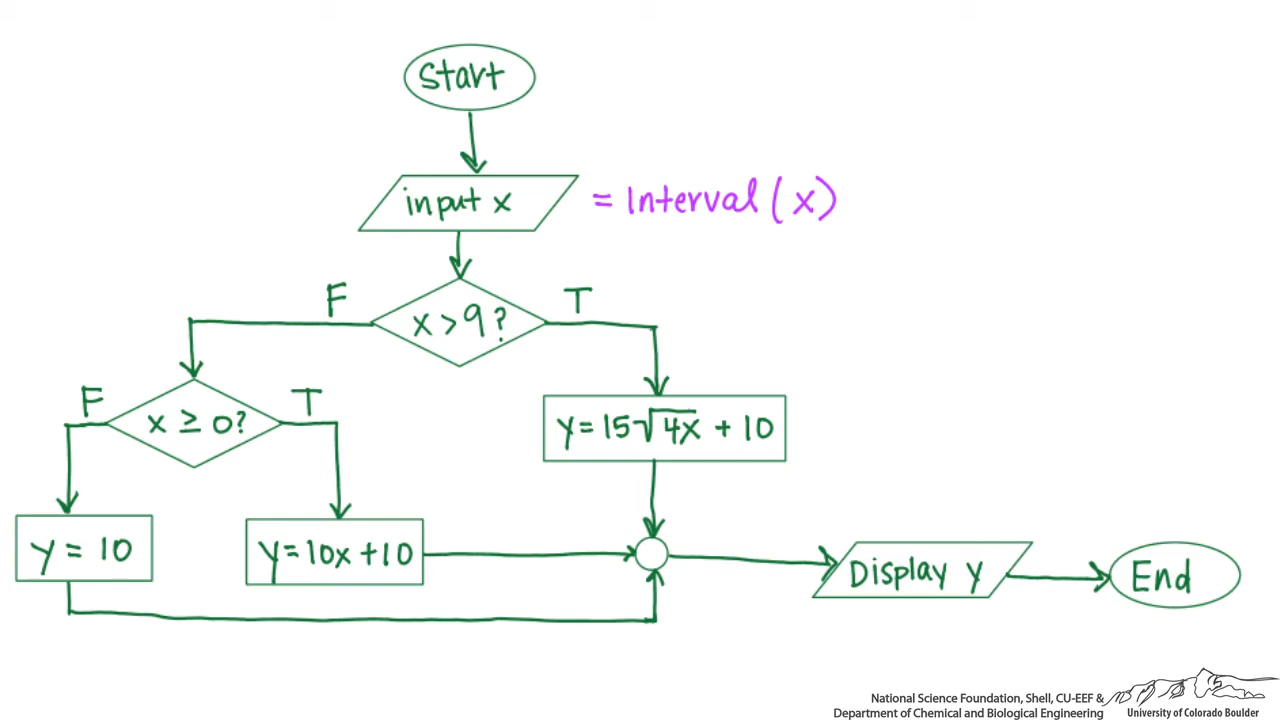 Start
input x
= Interval (x)
F
T
x > 9?
F
T
x ≥ 0?
y = 15√4x + 10
y = 10
y = 10x + 10
Display y
End
National Science Foundation, Shell, CU-EEF &
Department of Chemical and Biological Engineering
University of Colorado Boulder